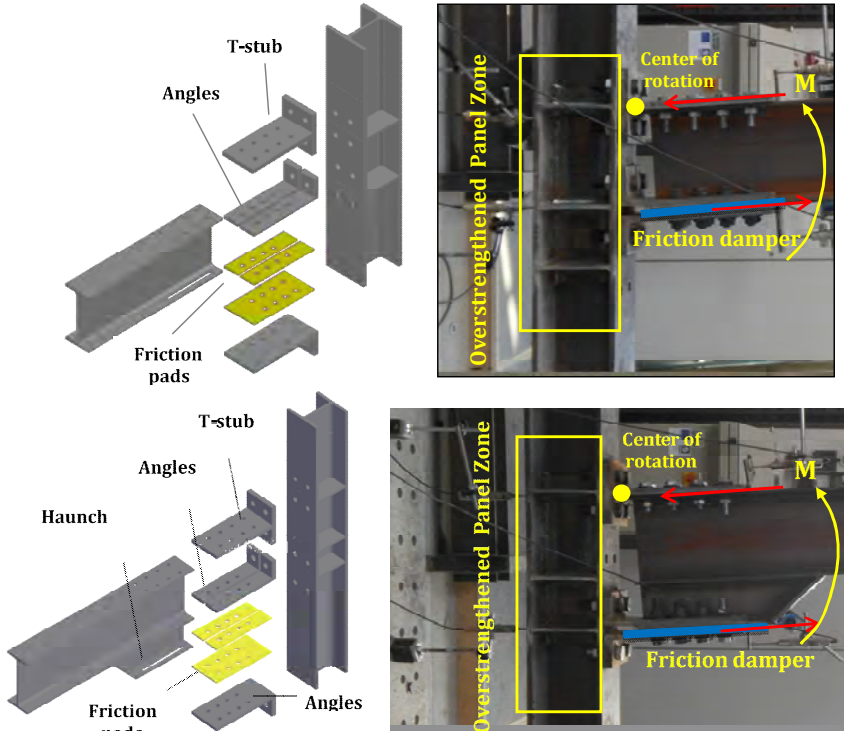 T-stub
Angles
Friction
pads
Overstrengthened Panel Zone
Center of
rotation
M
Friction damper
T-stub
Angles
Haunch
Friction
pads
Angles
Overstrengthened Panel Zone
Center of
rotation
M
Friction damper